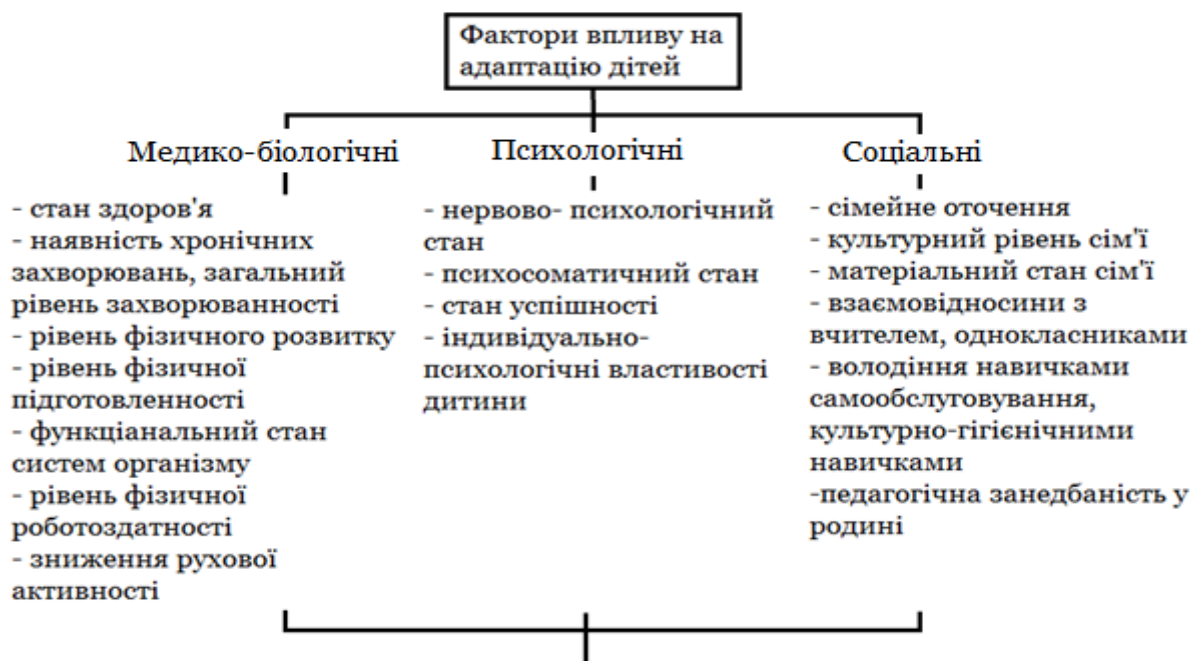 Фактори впливу на
адаптацію дітей
Медико-біологічні
- стан здоров'я
- наявність хронічних
захворювань, загальний
рівень захворюванності
- рівень фізичного розвитку
- рівень фізичної
підготовленності
- функціанальний стан
систем організму
- рівень фізичної
роботоздатності
- зниження рухової
активності
Психологічні
- нервово- психологічний
стан
- психосоматичний стан
- стан успішності
- індивідуально-
психологічні властивості
дитини
Соціальні
- сімейне оточення
- культурний рівень сім'ї
- матеріальний стан сім'ї
- взаємовідносини з
вчителем, однокласниками
- володіння навичками
самообслуговування,
культурно-гігієнічними
навичками
-педагогічна занедбаність у
родині